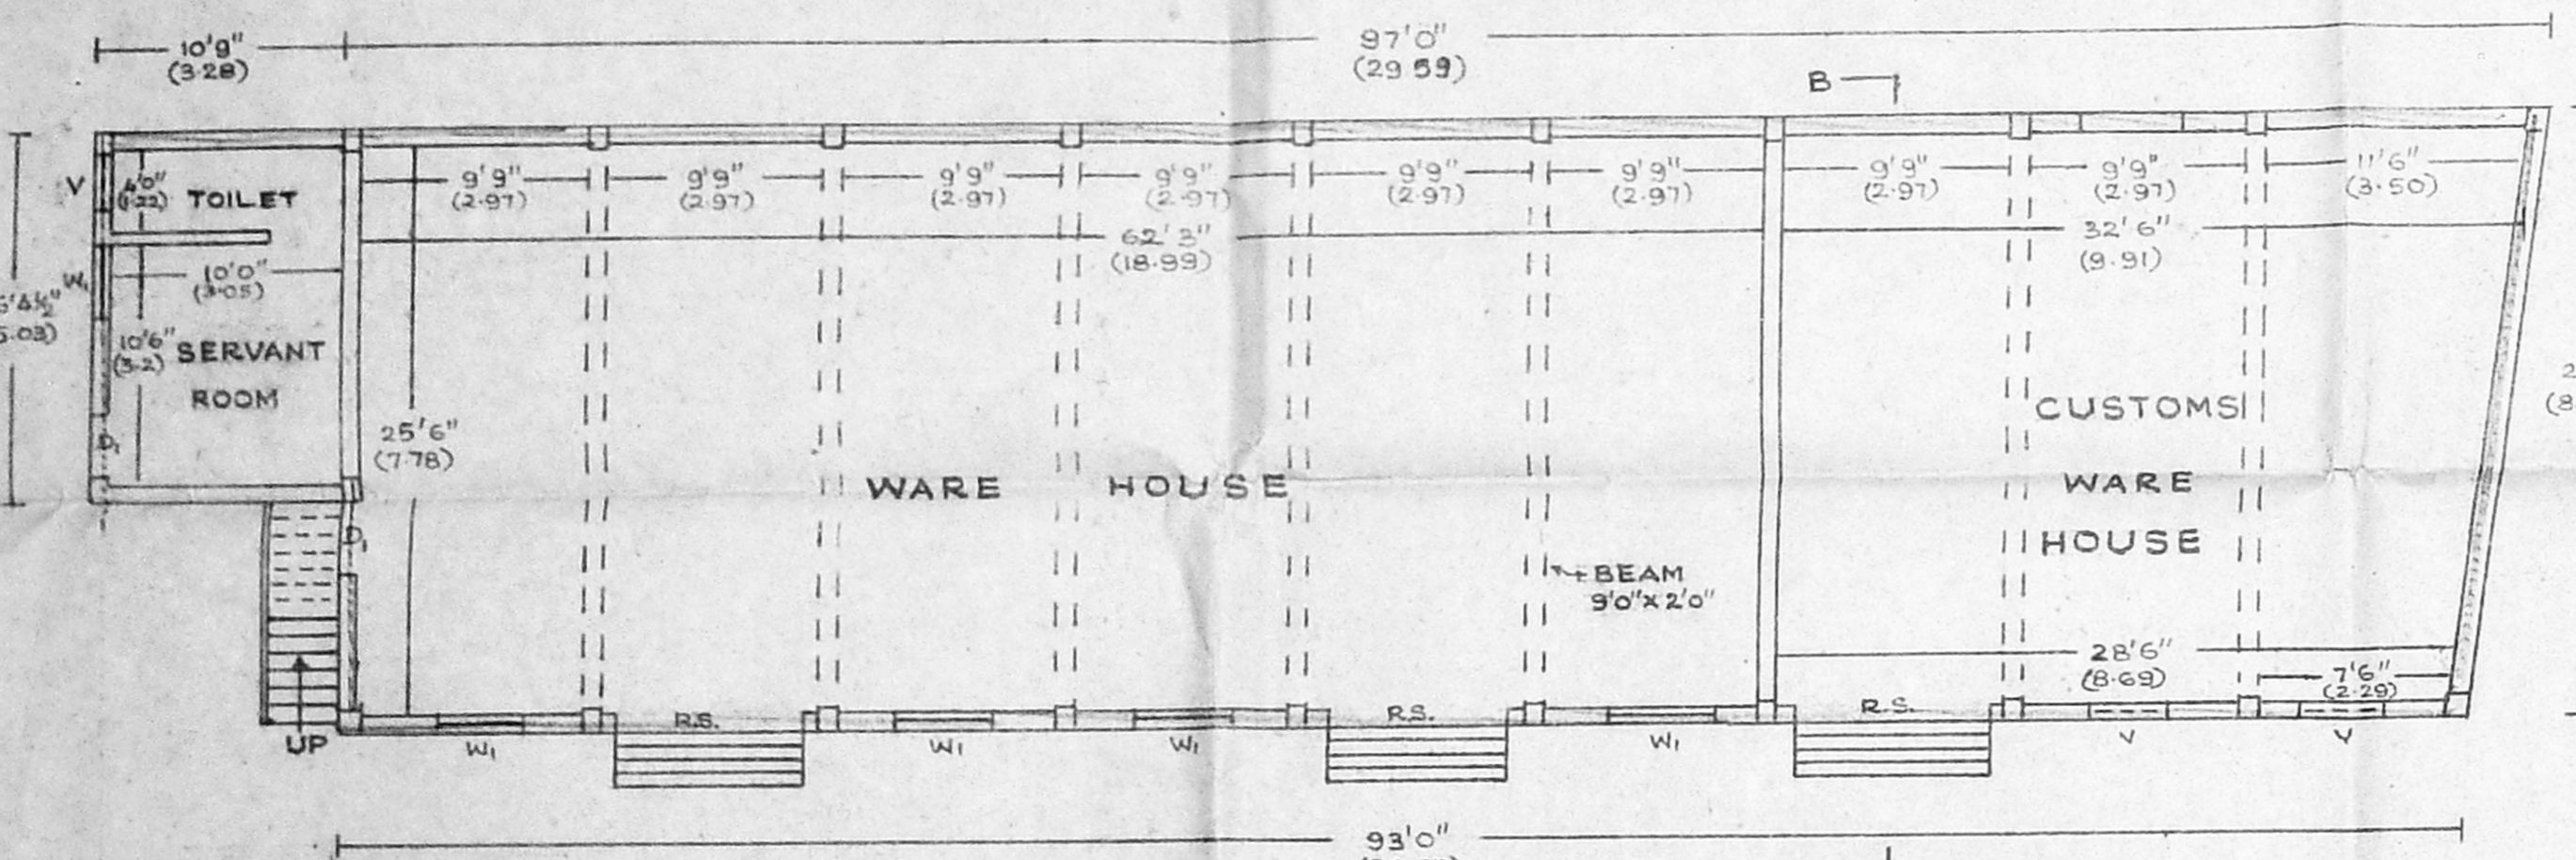 10'9"
(3.28)
97'0"
(29.59)
B
V
4'0"
(1.22)
TOILET
9'9"
(2.97)
9'9"
(2.97)
9'9"
(2.97)
9'9"
(2.97)
9'9"
(2.97)
9'9"
(2.97)
9'9"
(2.97)
9'9"
(2.97)
11'6"
(3.50)
62'3"
(18.99)
32'6"
(9.91)
W1
10'0"
(3.05)
10'6"
(3.2)
SERVANT
ROOM
D1
25'6"
(7.78)
WARE HOUSE
CUSTOMS
WARE
HOUSE
D1
BEAM
9'0"X2'0"
28'6"
(8.69)
7'6"
(2.29)
UP
W1
R.S.
W1
W1
R.S.
W1
R.S.
V
V
93'0"